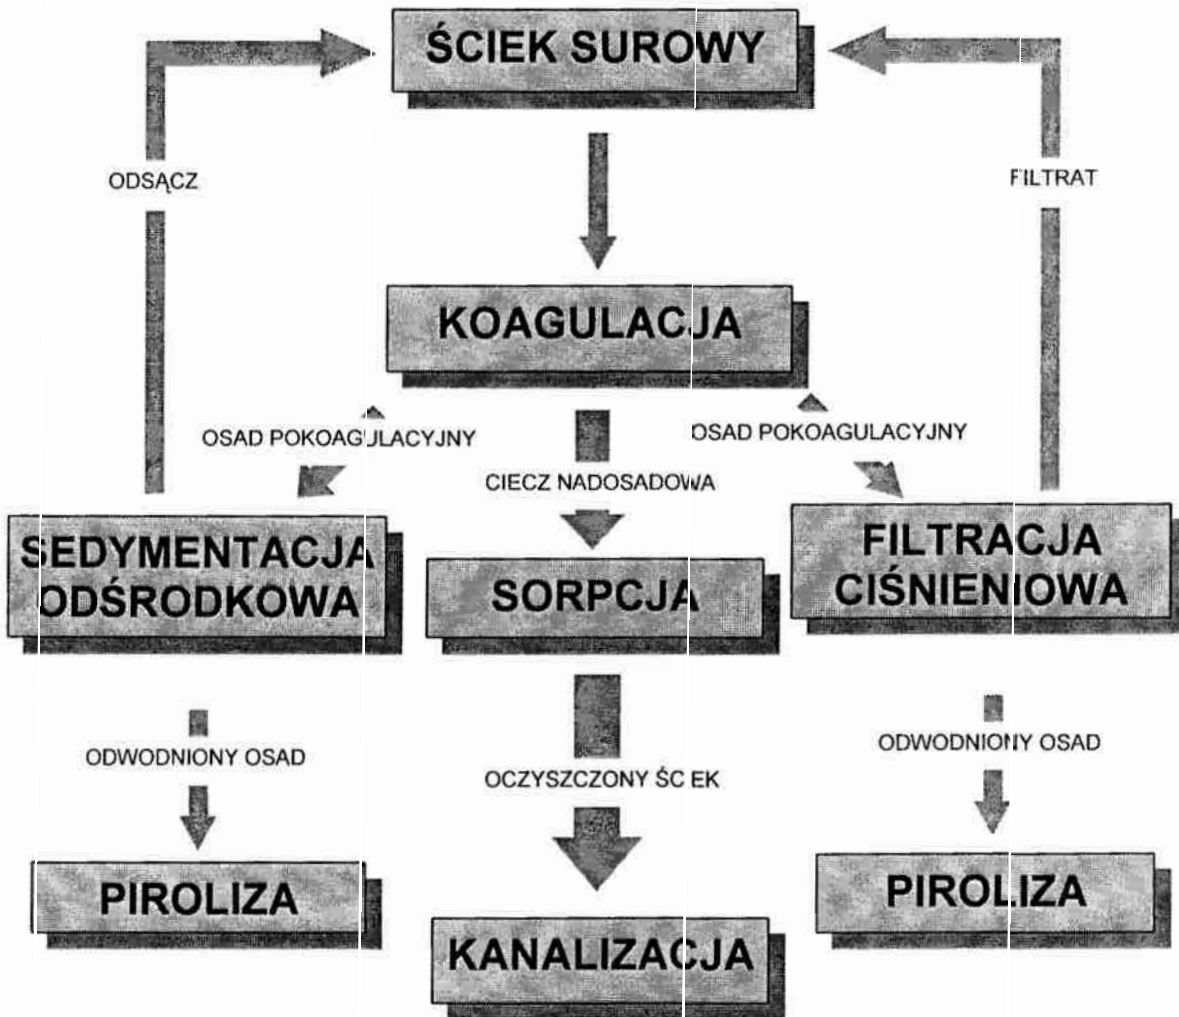 ŚCIEK SUROWY
ODSĄCZ
FILTRAT
KOAGULACJA
OSAD POKOAGULACYJNY
OSAD POKOAGULACYJNY
CIECZ NADOSADOWA
SEDYMENTACJA
ODŚRODKOWA
SORPCJA
FILTRACJA
CIŚNIENIOWA
ODWODNIONY OSAD
OCZYSZCZONY ŚCIEK
ODWODNIONY OSAD
PIROLIZA
KANALIZACJA
PIROLIZA